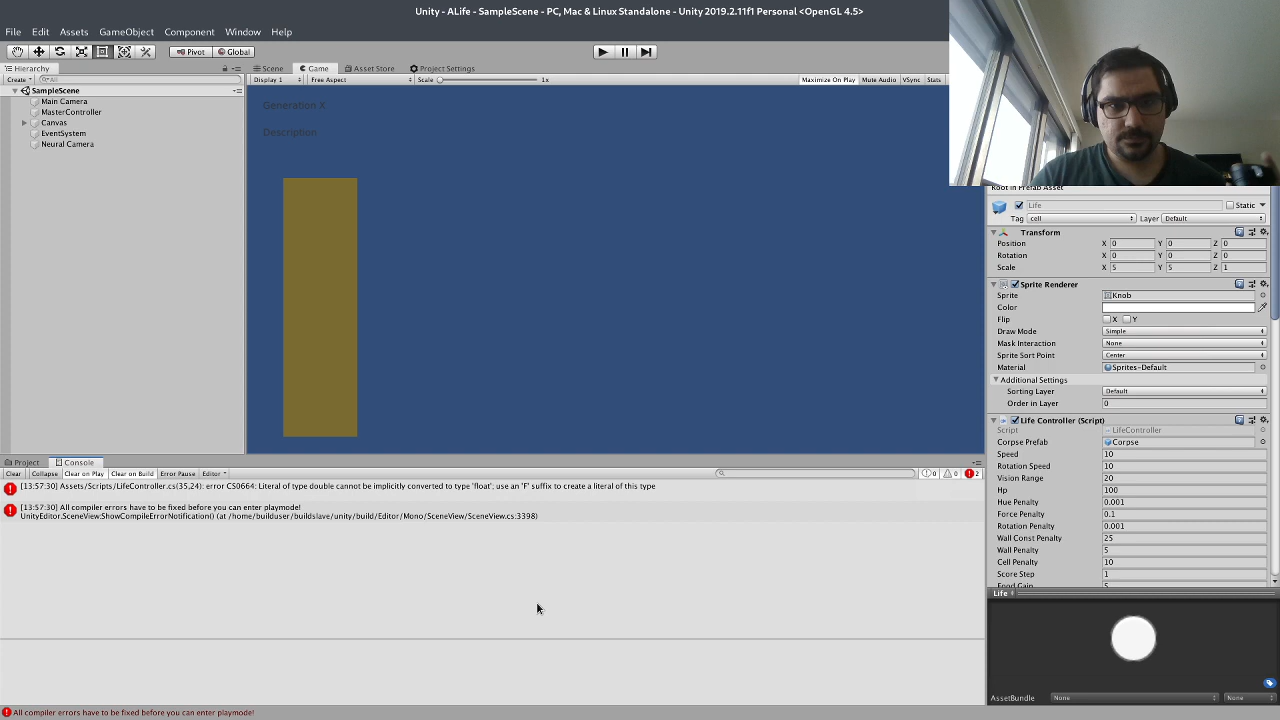 Unity - ALife - SampleScene - PC, Mac & Linux Standalone - Unity 2019.2.11f1 Personal <OpenGL 4.5>
File Edit Assets GameObject Component Window Help
Pivot Global
Hierarchy
Create All
SampleScene
Main Camera
MasterController
Canvas
EventSystem
Neural Camera
Scene Game Asset Store Project Settings
Display 1 Free Aspect Scale 1x Maximize On Play Mute Audio VSync Stats
Generation X
Description
Root in Prefab Asset
Life Static
Tag cell Layer Default
Transform
Position X 0 Y 0 Z 0
Rotation X 0 Y 0 Z 0
Scale X 5 Y 5 Z 1
Sprite Renderer
Sprite Knob
Color
Flip X Y
Draw Mode Simple
Mask Interaction None
Sprite Sort Point Center
Material Sprites-Default
Additional Settings
Sorting Layer Default
Order in Layer 0
Life Controller (Script)
Script LifeController
Corpse Prefab Corpse
Speed 10
Rotation Speed 10
Vision Range 20
Hp 100
Hue Penalty 0.001
Force Penalty 0.1
Rotation Penalty 0.001
Wall Const Penalty 25
Wall Penalty 5
Cell Penalty 10
Score Step 1
Food Gain 5
Life
AssetBundle None None
Project Console
Clear Collapse Clear on Play Clear on Build Error Pause Editor 0 0 2
[13:57:30] Assets/Scripts/LifeController.cs(35,24): error CS0664: Literal of type double cannot be implicitly converted to type 'float'; use an 'F' suffix to create a literal of this type
[13:57:30] All compiler errors have to be fixed before you can enter playmode!
UnityEditor.SceneView:ShowCompileErrorNotification() (at /home/builduser/buildslave/unity/build/Editor/Mono/SceneView/SceneView.cs:3398)
All compiler errors have to be fixed before you can enter playmode!